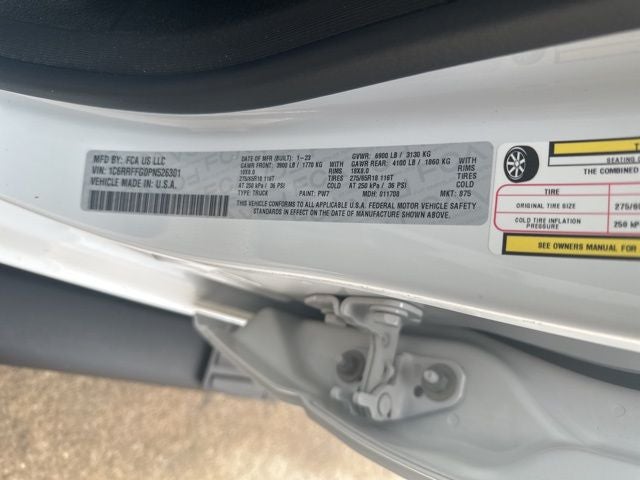 MFD BY: FCA US LLC
VIN: 1C6RRFFG0PN526301
VEHICLE MADE IN U.S.A.
DATE OF MFR (BUILT): 1-23 GVWR: 6900 LB / 3130 KG
GAWR FRONT: 3900 LB / 1770 KG GAWR REAR: 4100 LB / 1860 KG
18X8.0 RIMS 18X8.0 RIMS
275/65R18 116T TIRES 275/65R18 116T TIRES
AT 250 kPa / 36 PSI COLD AT 250 kPa / 36 PSI COLD
TYPE: TRUCK PAINT: PW7 MDH: 011708 MKT: 875
THIS VEHICLE CONFORMS TO ALL APPLICABLE U.S.A. FEDERAL MOTOR VEHICLE SAFETY
STANDARDS IN EFFECT ON THE DATE OF MANUFACTURE SHOWN ABOVE.
THE COMBINED
TIRE
ORIGINAL TIRE SIZE 275/65
COLD TIRE INFLATION
PRESSURE 250 kP
SEE OWNERS MANUAL FOR